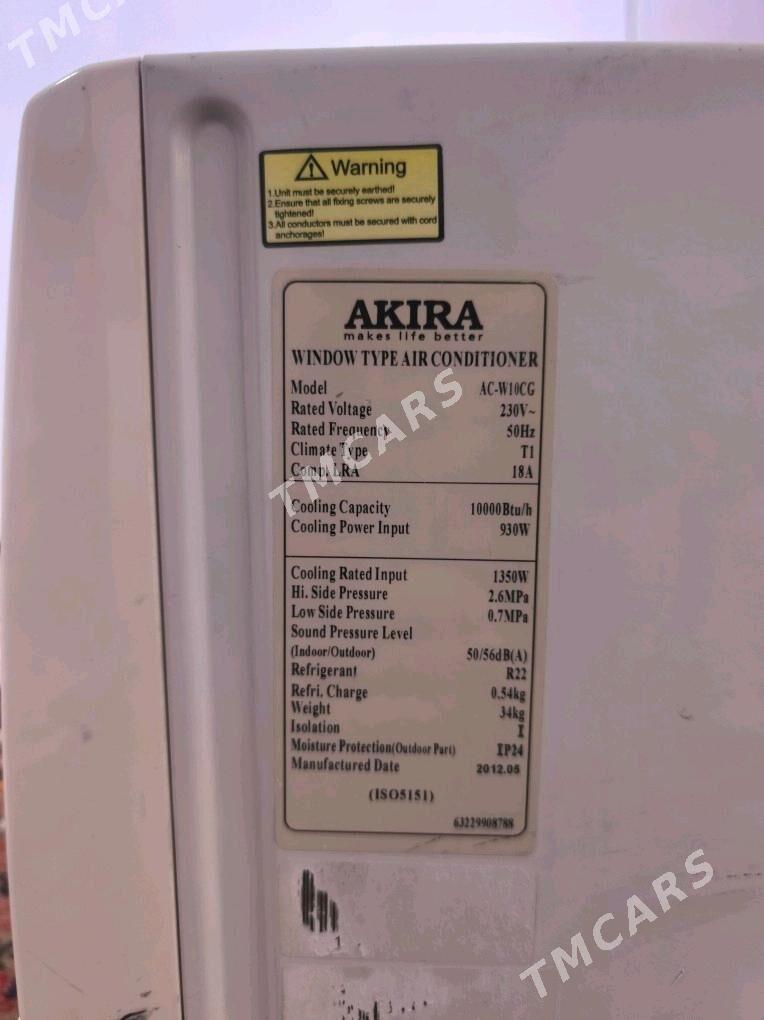 TMCARS
Warning
1.Unit must be securely earthed!
2.Ensure that all fixing screws are securely
tightened!
3.All conductors must be secured with cord
anchorages!
AKIRA
makes life better
WINDOW TYPE AIR CONDITIONER
Model AC-W10CG
Rated Voltage 230V~
Rated Frequency 50Hz
Climate Type T1
Comp. LRA 18A
TMCARS
Cooling Capacity 10000Btu/h
Cooling Power Input 930W
Cooling Rated Input 1350W
Hi. Side Pressure 2.6MPa
Low Side Pressure 0.7MPa
Sound Pressure Level
(Indoor/Outdoor) 50/56dB(A)
Refrigerant R22
Refri. Charge 0.54kg
Weight 34kg
Isolation I
Moisture Protection(Outdoor Part) IP24
Manufactured Date 2012.05
(ISO5151)
63229908788
TMCARS